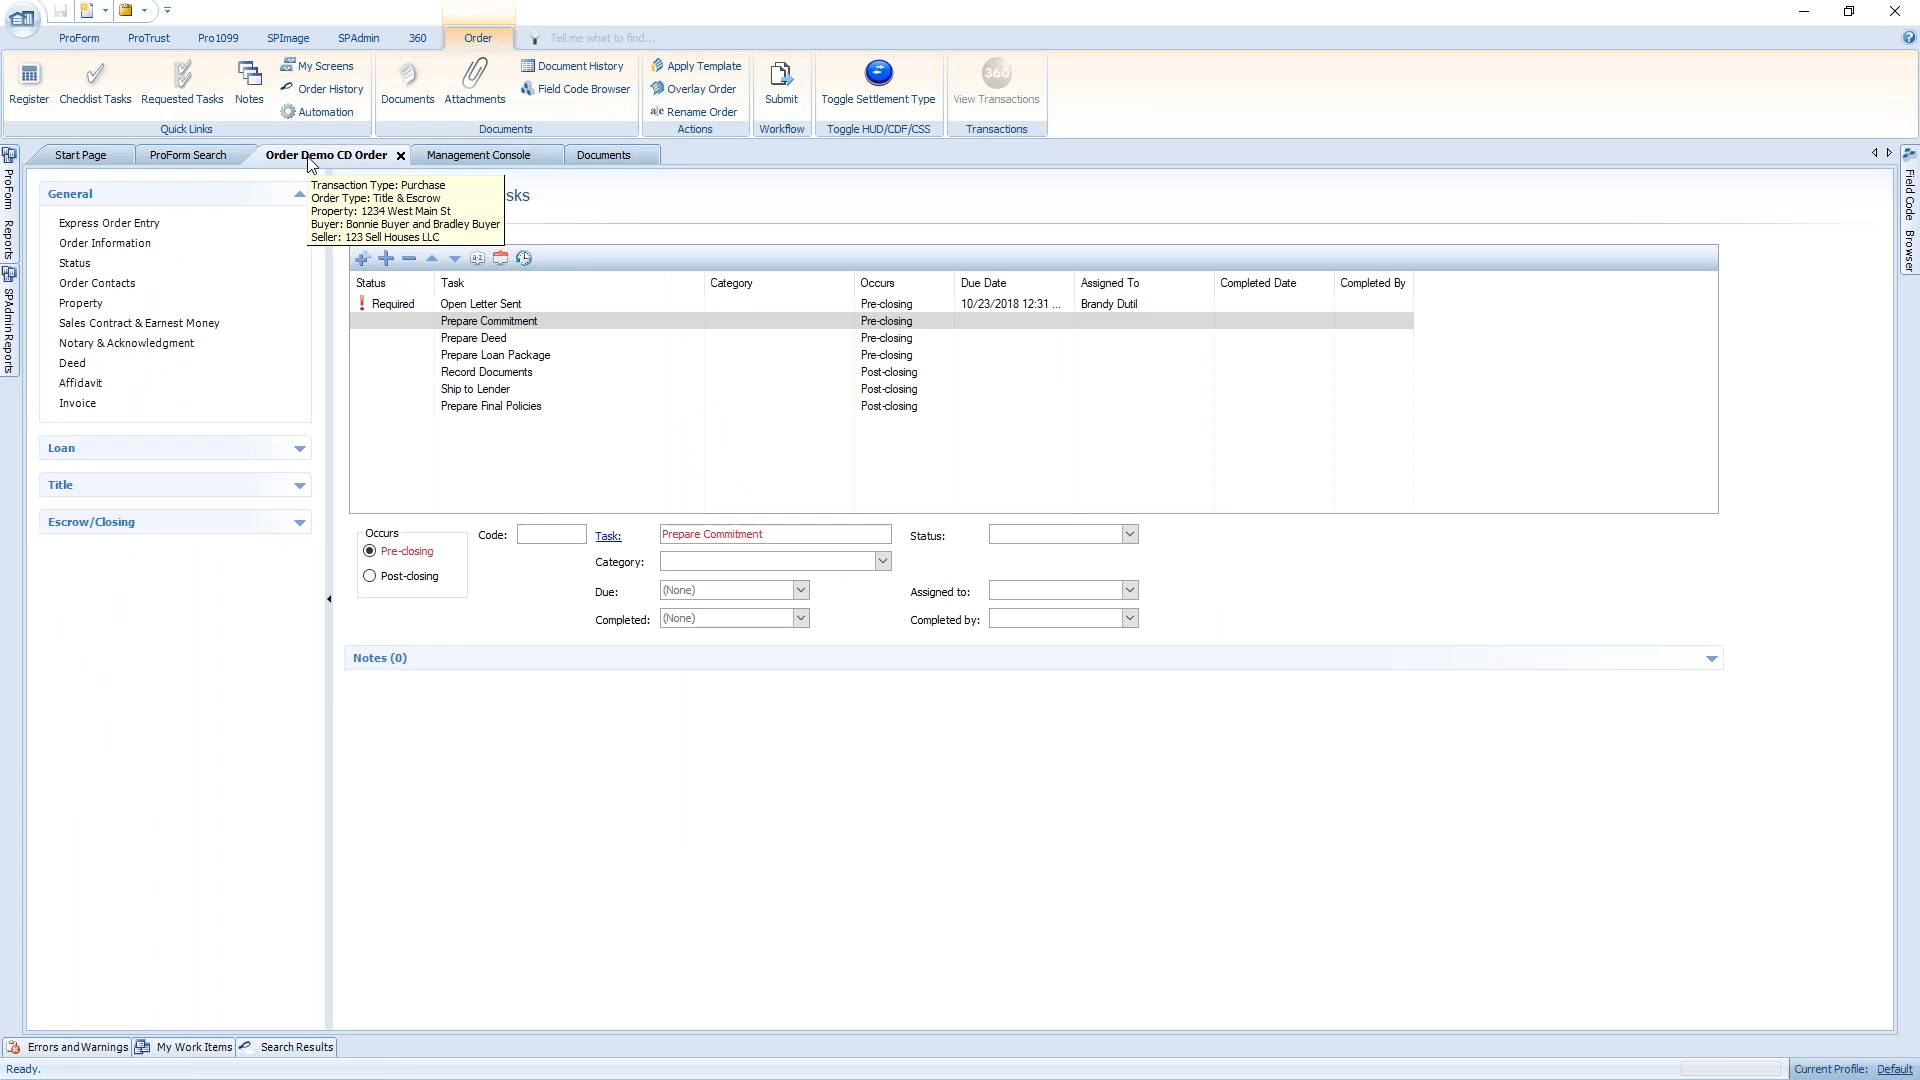 ProForm ProTrust Pro1099 SPImage SPAdmin 360 Order Tell me what to find...
Register Checklist Tasks Requested Tasks Notes
My Screens
Order History
Automation
Quick Links
Documents Attachments
Document History
Field Code Browser
Documents
Apply Template
Overlay Order
a|e Rename Order
Actions
Submit
Workflow
Toggle Settlement Type
Toggle HUD/CDF/CSS
360
View Transactions
Transactions
Start Page ProForm Search Order Demo CD Order Management Console Documents
ProForm Reports
SPAdmin Reports
Field Code Browser
General
Express Order Entry
Order Information
Status
Order Contacts
Property
Sales Contract & Earnest Money
Notary & Acknowledgment
Deed
Affidavit
Invoice
Loan
Title
Escrow/Closing
Transaction Type: Purchase
Order Type: Title & Escrow
Property: 1234 West Main St
Buyer: Bonnie Buyer and Bradley Buyer
Seller: 123 Sell Houses LLC
sks
Status Task Category Occurs Due Date Assigned To Completed Date Completed By
Required Open Letter Sent Pre-closing 10/23/2018 12:31 ... Brandy Dutil
Prepare Commitment Pre-closing
Prepare Deed Pre-closing
Prepare Loan Package Pre-closing
Record Documents Post-closing
Ship to Lender Post-closing
Prepare Final Policies Post-closing
Occurs
Pre-closing
Post-closing
Code: Task: Prepare Commitment Status:
Category:
Due: (None) Assigned to:
Completed: (None) Completed by:
Notes (0)
Errors and Warnings My Work Items Search Results
Ready. Current Profile: Default